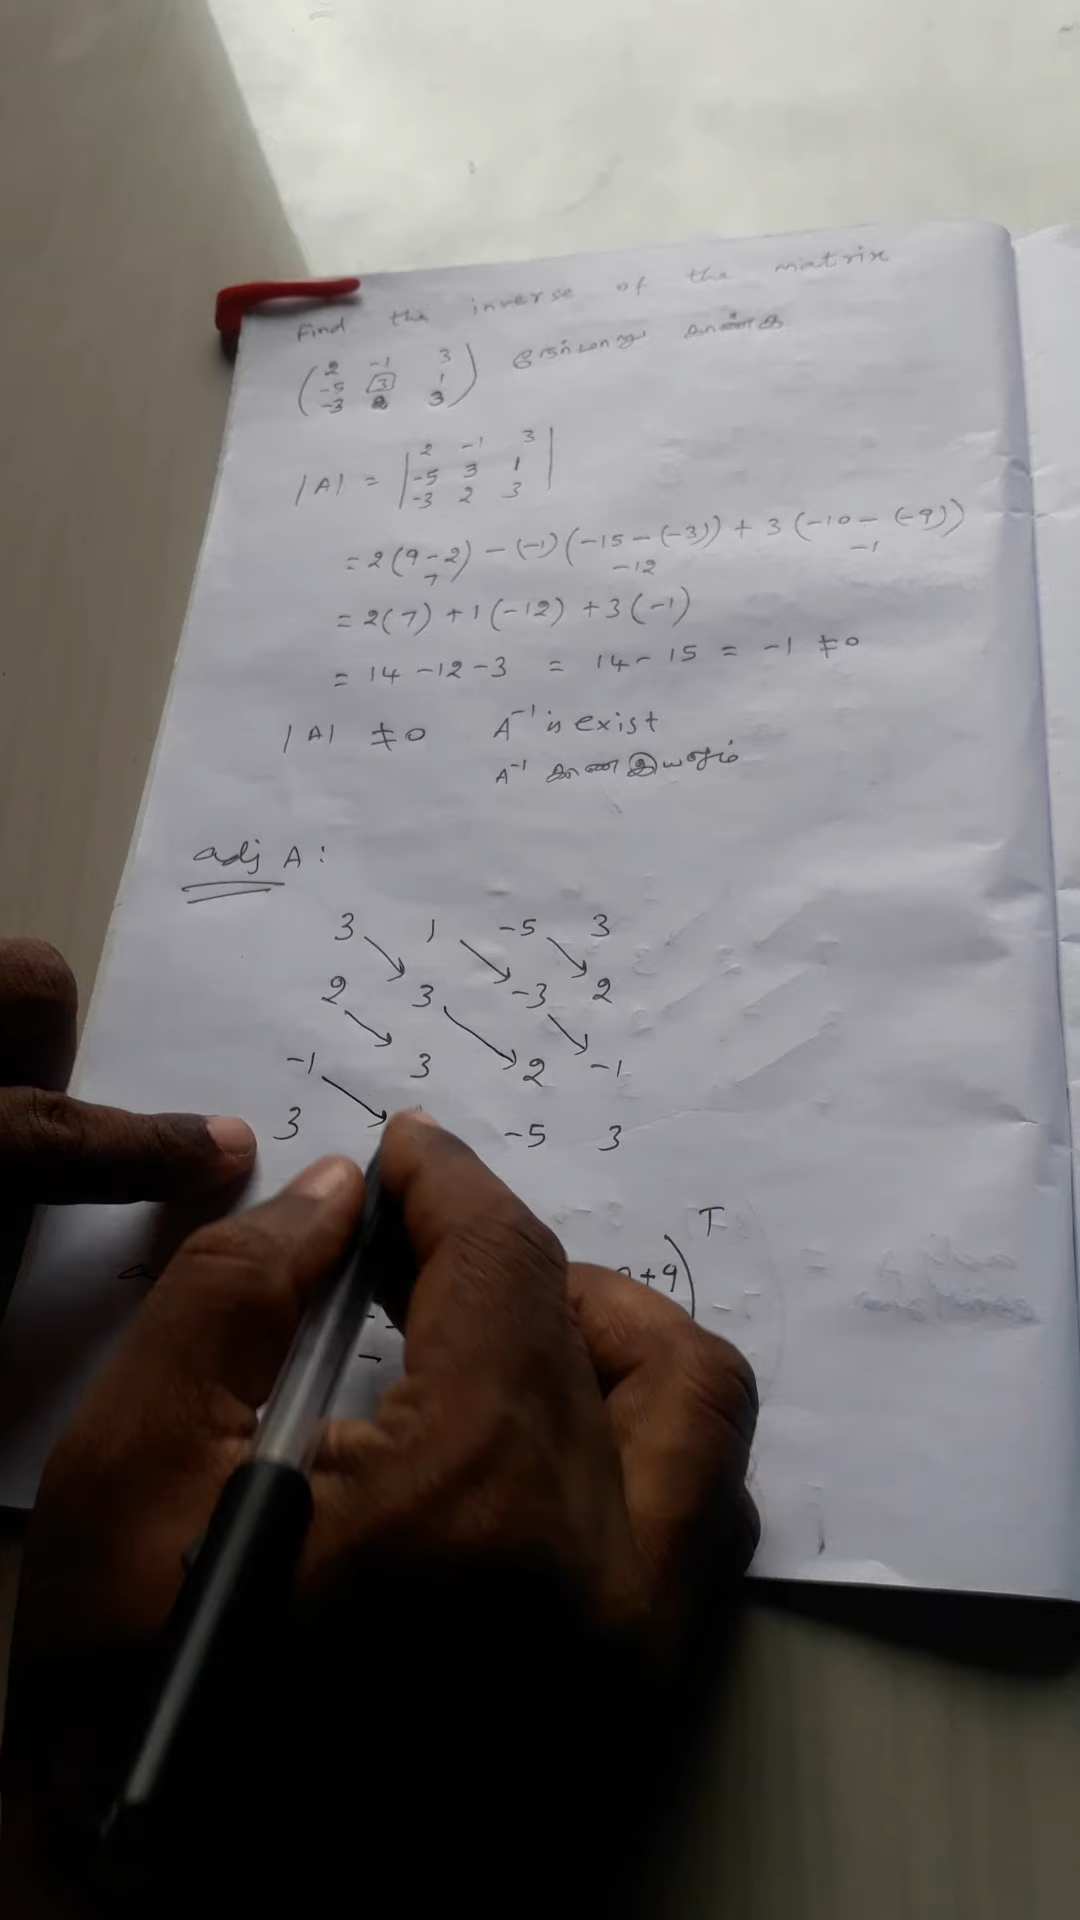 Find the inverse of the matrix
( 2 -1 3 நேர்மாறு காண்க
-5 3 1
-3 2 3 )
|A| = | 2 -1 3
-5 3 1
-3 2 3 |
= 2(9-2) - (-1)(-15-(-3)) + 3(-10-(-9))
7 -12 -1
= 2(7) + 1(-12) + 3(-1)
= 14 -12 -3 = 14 - 15 = -1 ≠0
|A| ≠0 A⁻¹ is exist
A⁻¹ காண இயலும்
adj A :
3 1 -5 3
2 3 -3 2
-1 3 2 -1
3 -5 3
T
+9)